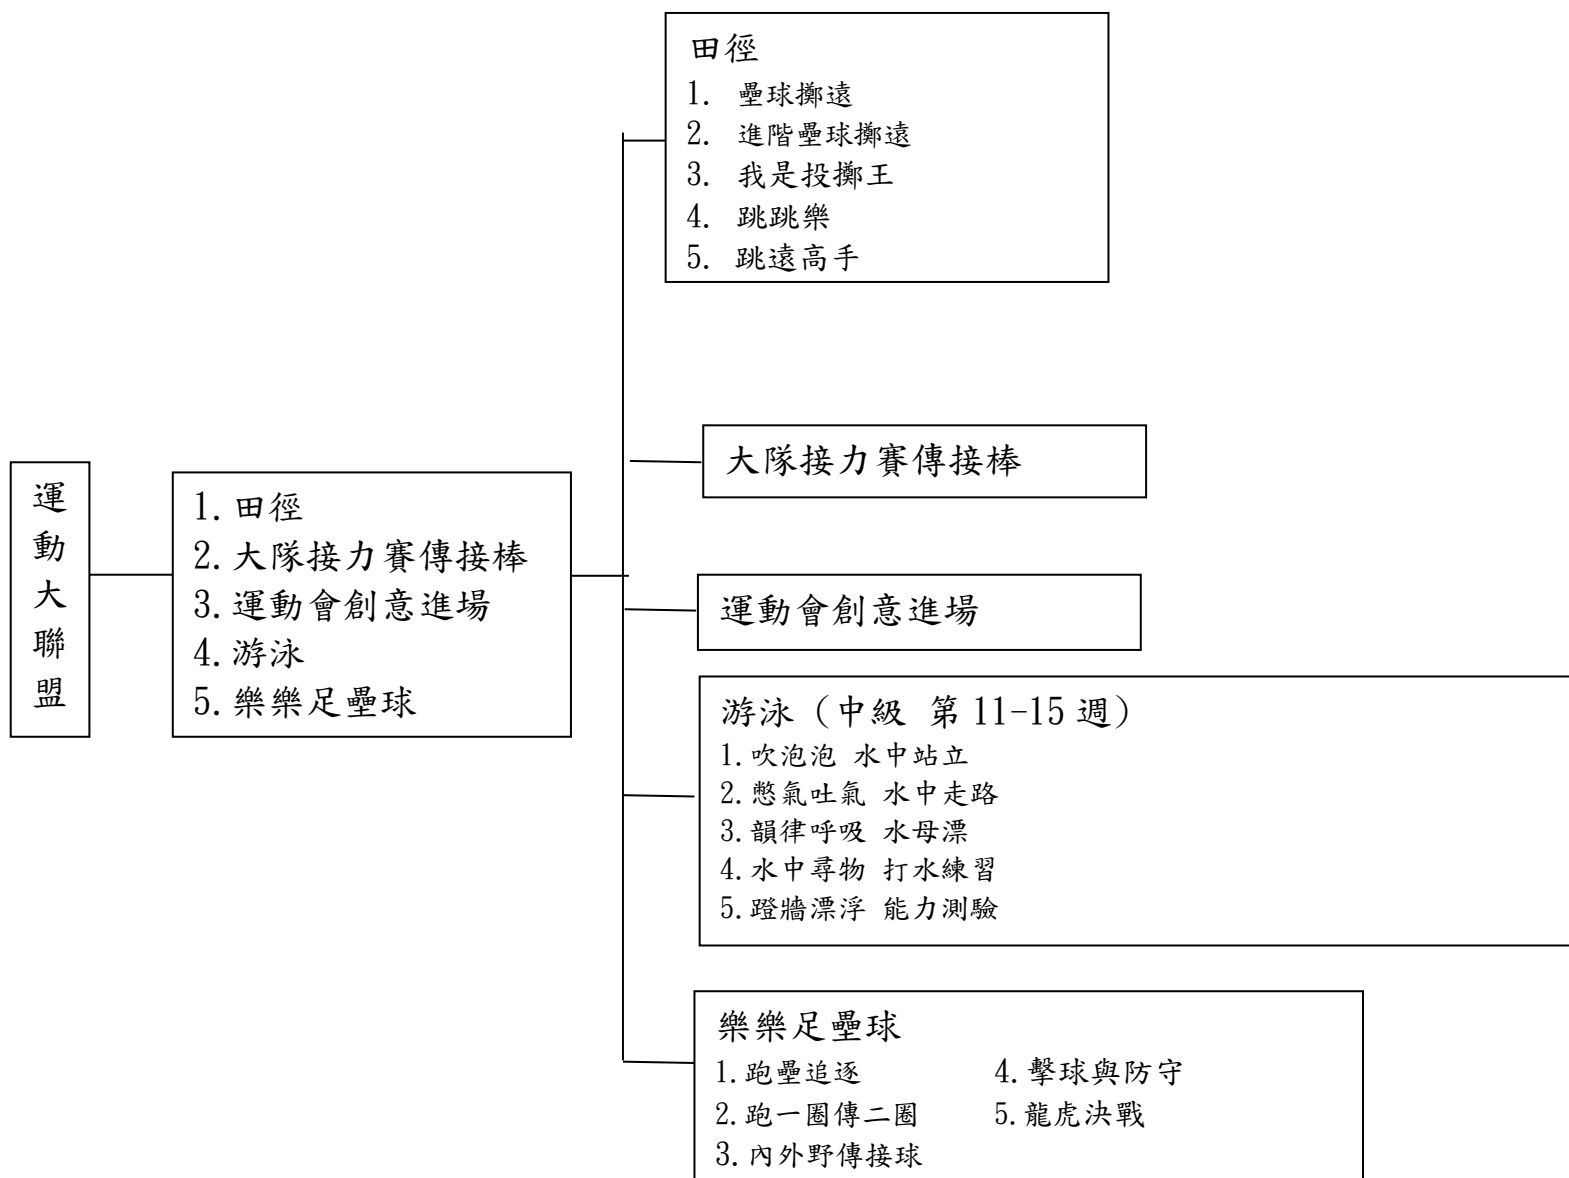 運動大聯盟
1.田徑
2.大隊接力賽傳接棒
3.運動會創意進場
4.游泳
5.樂樂足壘球
田徑
1. 壘球擲遠
2. 進階壘球擲遠
3. 我是投擲王
4. 跳跳樂
5. 跳遠高手
大隊接力賽傳接棒
運動會創意進場
游泳（中級 第 11-15 週）
1.吹泡泡 水中站立
2.憋氣吐氣 水中走路
3.韻律呼吸 水母漂
4.水中尋物 打水練習
5.蹬牆漂浮 能力測驗
樂樂足壘球
1.跑壘追逐 4.擊球與防守
2.跑一圈傳二圈 5.龍虎決戰
3.內外野傳接球